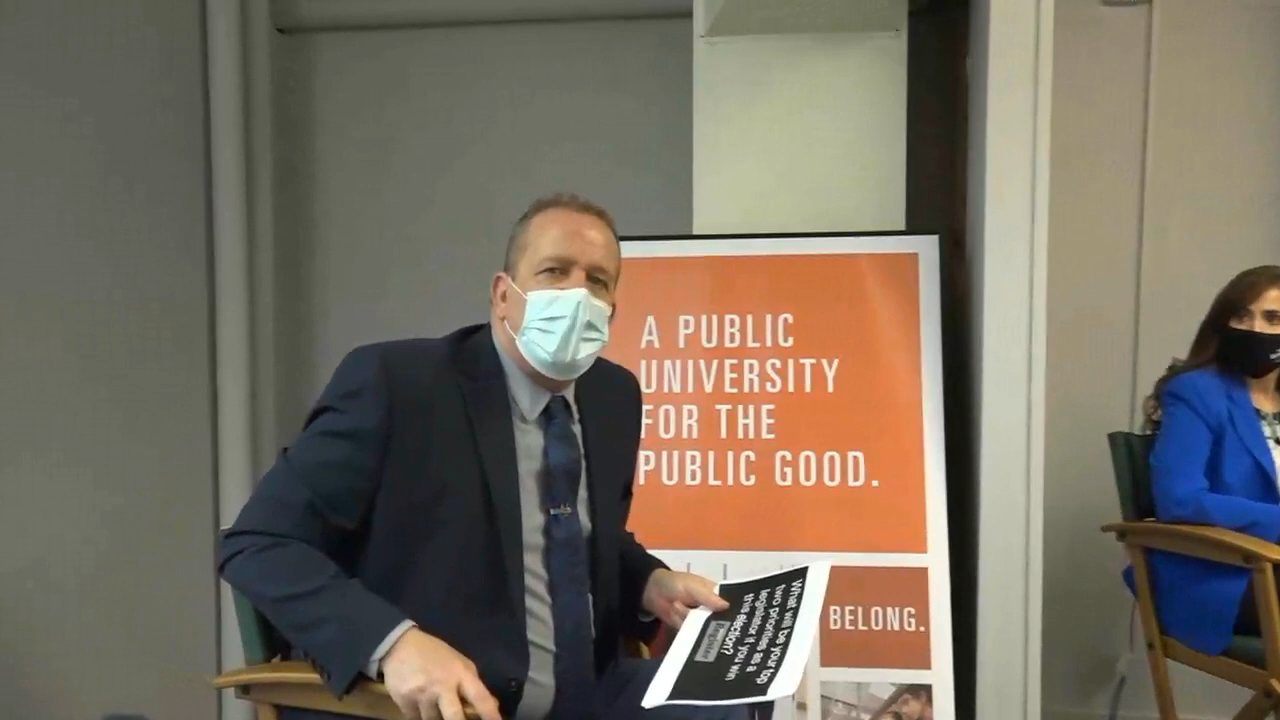 A PUBLIC
UNIVERSITY
FOR THE
PUBLIC GOOD.
BELONG.
What will be your top
two priorities as a
legislator if you win
this election?
Register